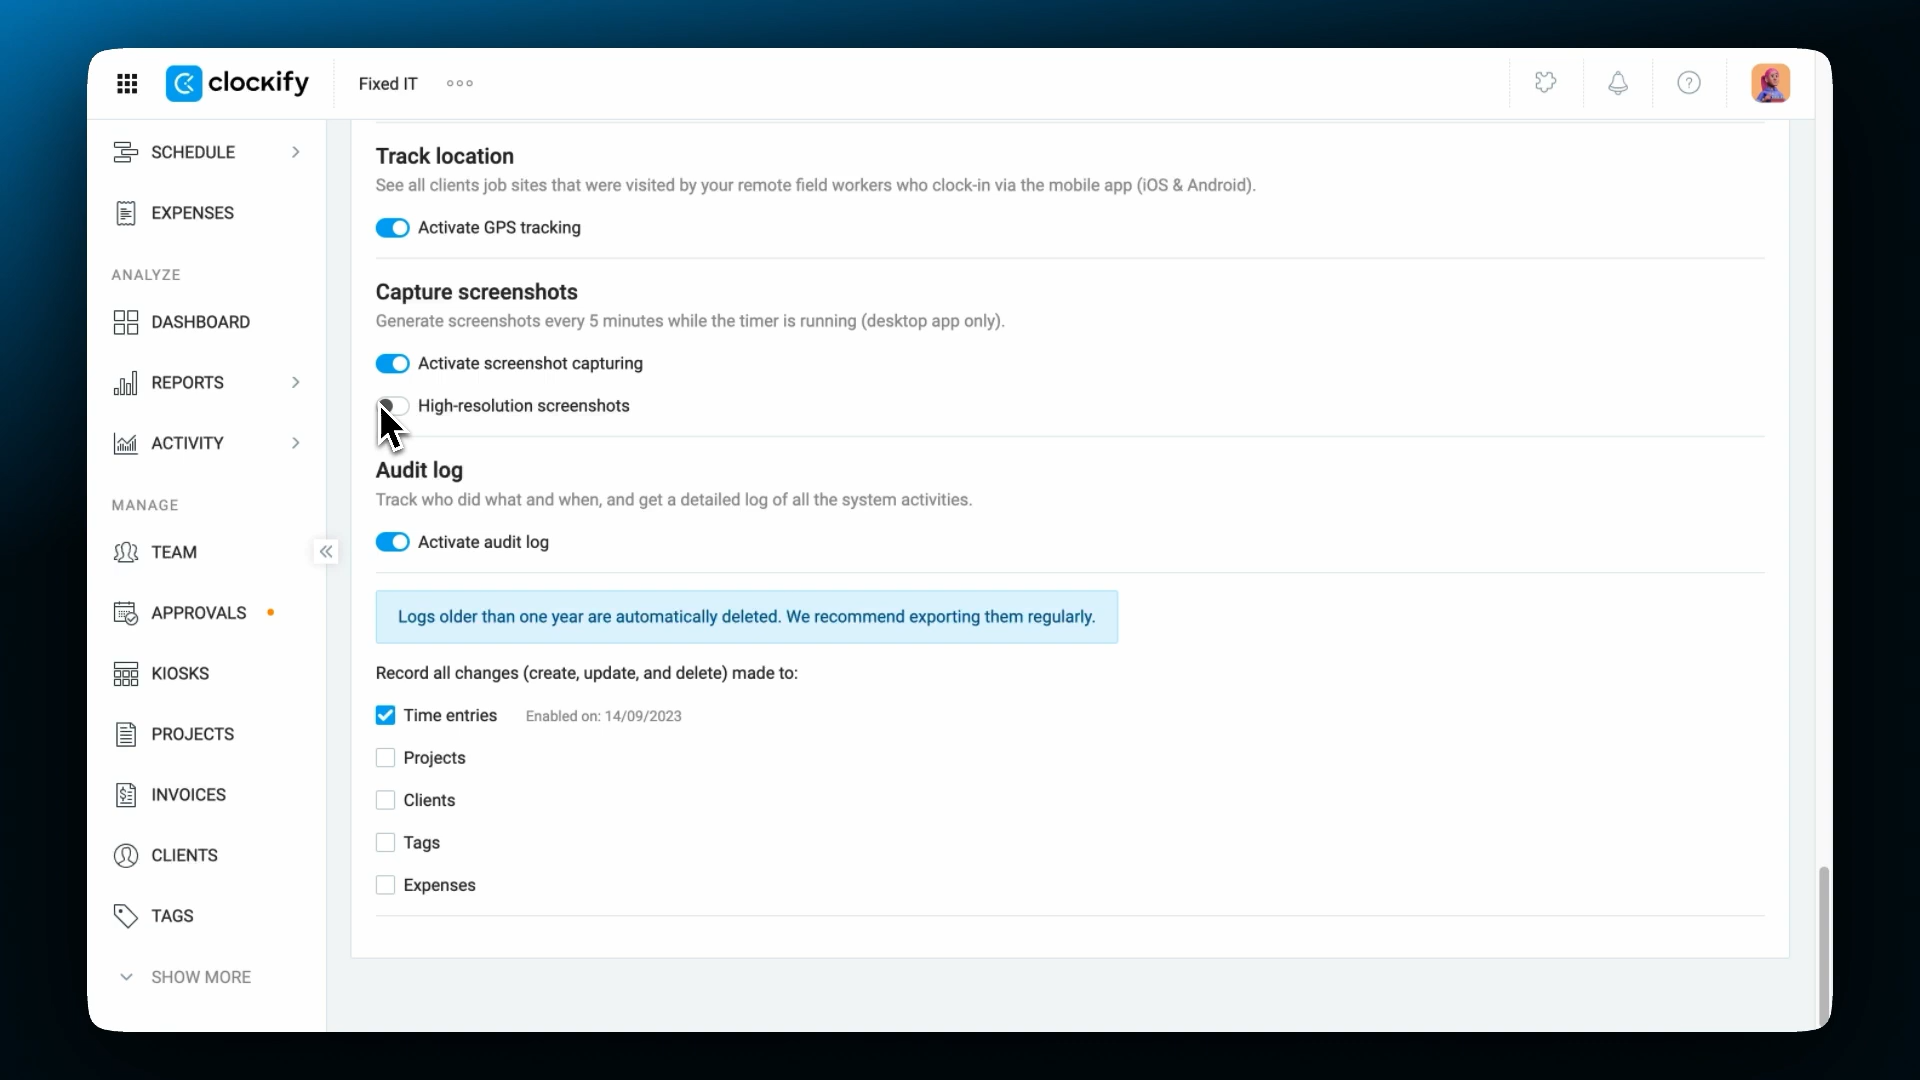 clockify
Fixed IT
SCHEDULE
EXPENSES
ANALYZE
DASHBOARD
REPORTS
ACTIVITY
MANAGE
TEAM
APPROVALS
KIOSKS
PROJECTS
INVOICES
CLIENTS
TAGS
SHOW MORE
Track location
See all clients job sites that were visited by your remote field workers who clock-in via the mobile app (iOS & Android).
Activate GPS tracking
Capture screenshots
Generate screenshots every 5 minutes while the timer is running (desktop app only).
Activate screenshot capturing
High-resolution screenshots
Audit log
Track who did what and when, and get a detailed log of all the system activities.
Activate audit log
Logs older than one year are automatically deleted. We recommend exporting them regularly.
Record all changes (create, update, and delete) made to:
Time entries Enabled on: 14/09/2023
Projects
Clients
Tags
Expenses